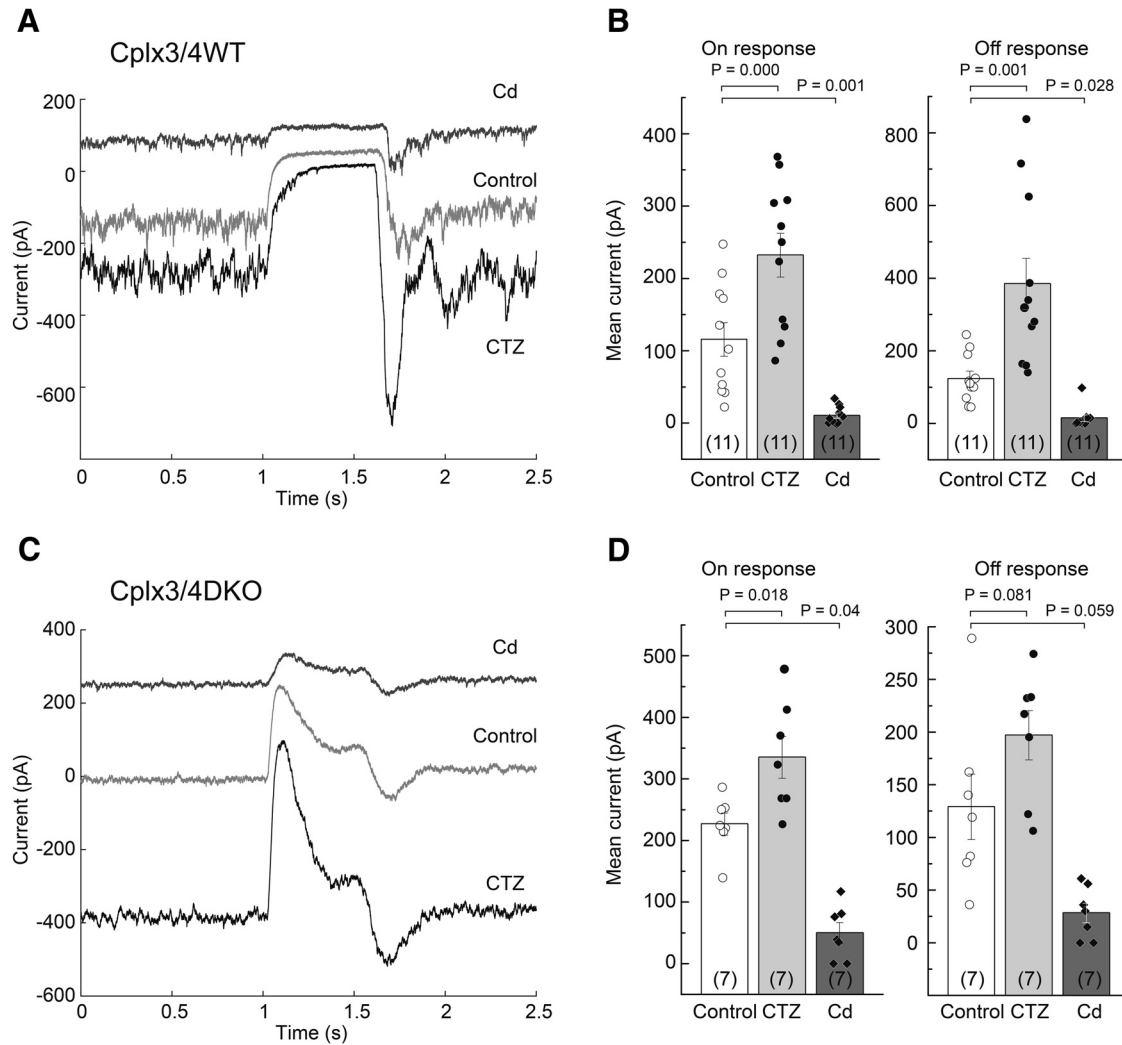 A
Cplx3/4WT
Cd
Control
CTZ
200
0
-200
-400
-600
Current (pA)
0 0.5 1 1.5 2 2.5
Time (s)
B
On response
P = 0.000
P = 0.001
400
300
200
100
0
Mean current (pA)
(11) (11) (11)
Control CTZ Cd
Off response
P = 0.001
P = 0.028
800
600
400
200
0
(11) (11) (11)
Control CTZ Cd
C
Cplx3/4DKO
Cd
Control
CTZ
400
200
0
-200
-400
-600
Current (pA)
0 0.5 1 1.5 2 2.5
Time (s)
D
On response
P = 0.018
P = 0.04
500
400
300
200
100
0
Mean current (pA)
(7) (7) (7)
Control CTZ Cd
Off response
P = 0.081
P = 0.059
300
250
200
150
100
50
0
(7) (7) (7)
Control CTZ Cd